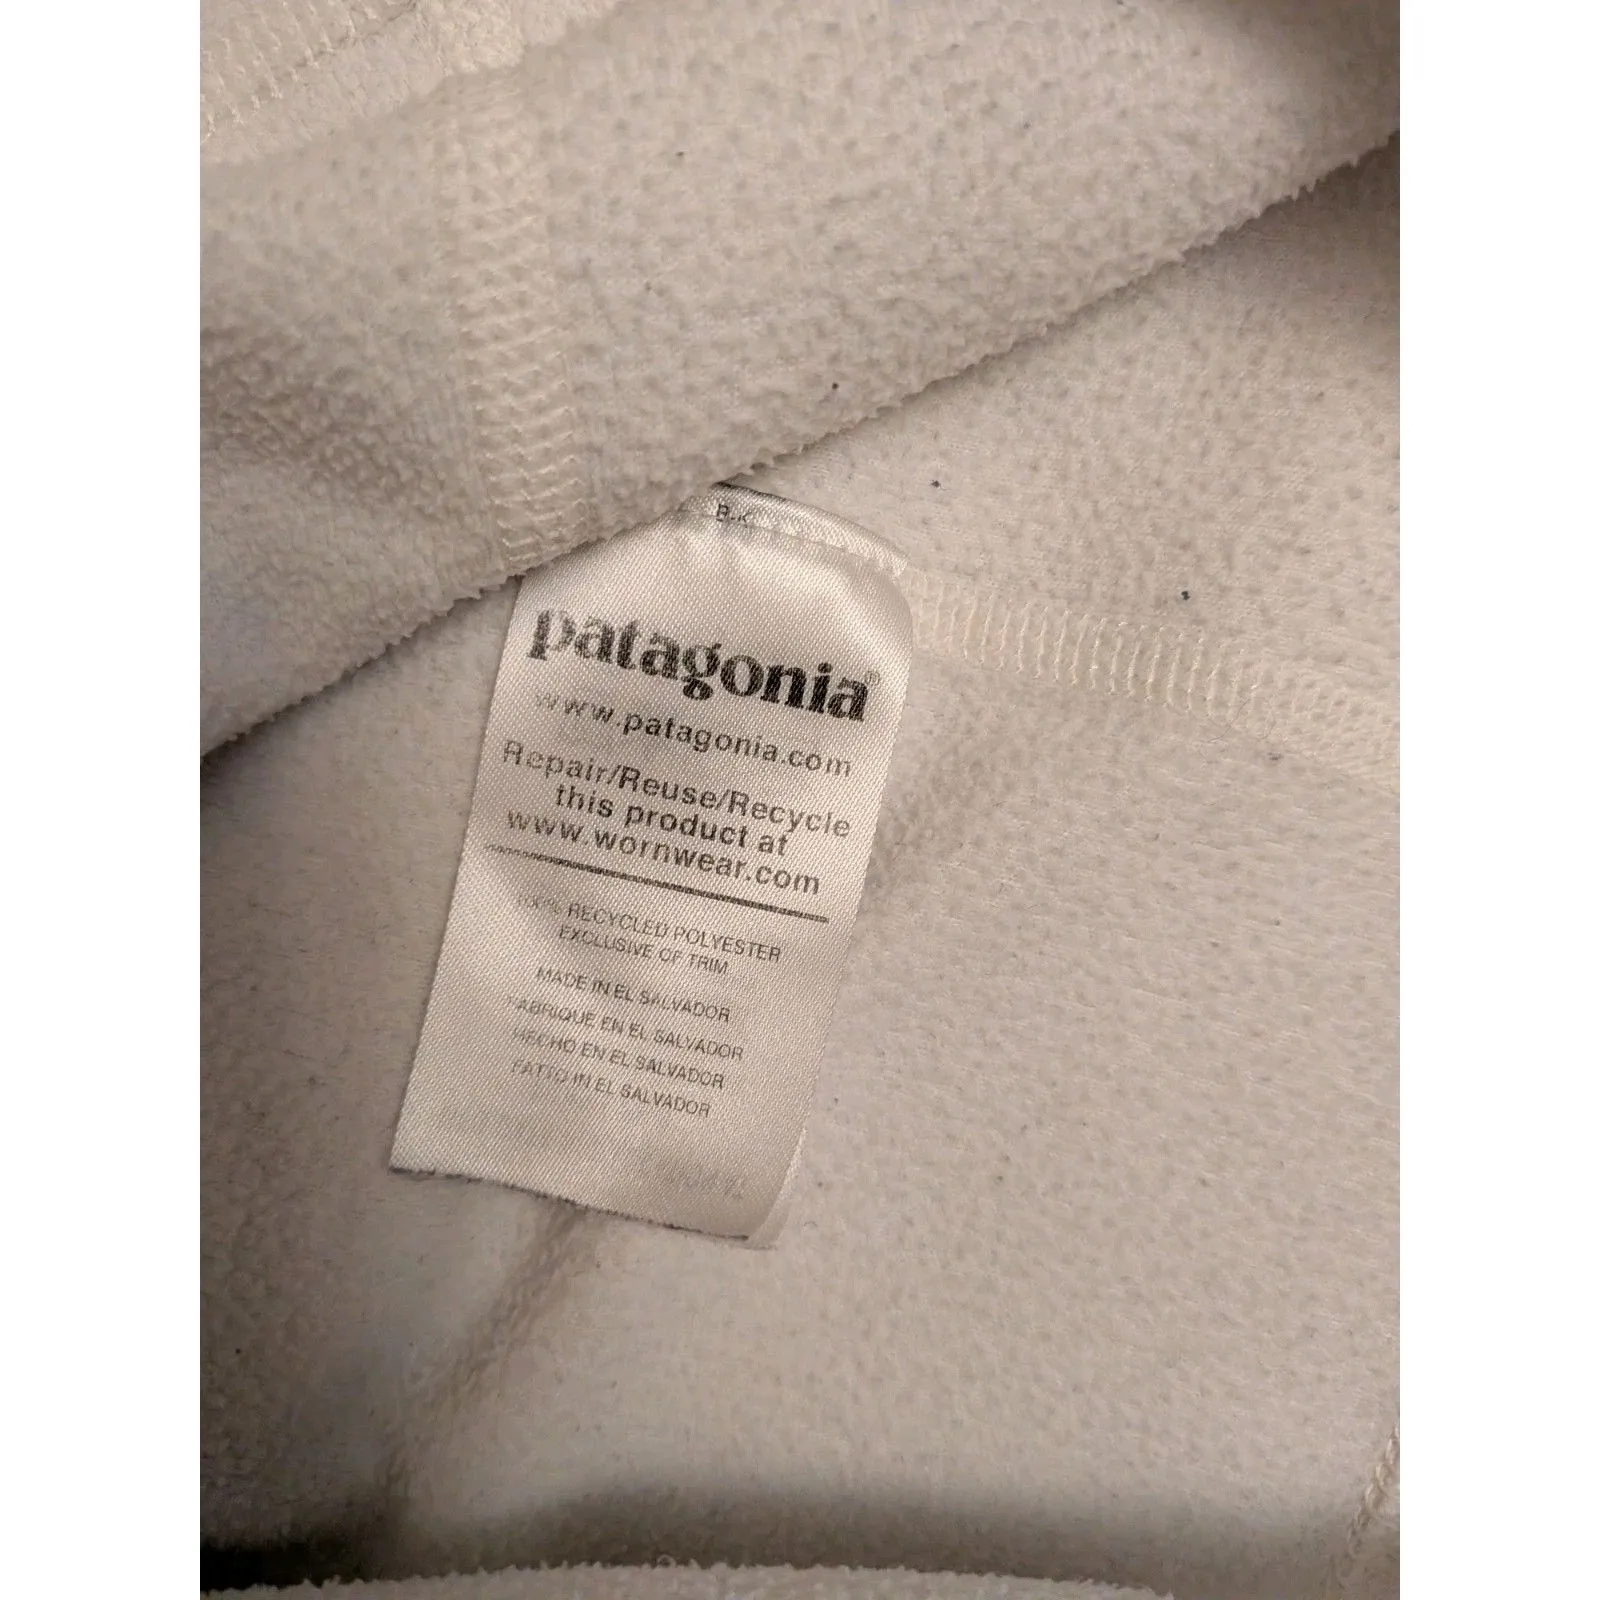 B.K
patagonia®
www.patagonia.com
Repair/Reuse/Recycle
this product at
www.wornwear.com
100% RECYCLED POLYESTER
EXCLUSIVE OF TRIM
MADE IN EL SALVADOR
FABRIQUE EN EL SALVADOR
HECHO EN EL SALVADOR
FATTO IN EL SALVADOR